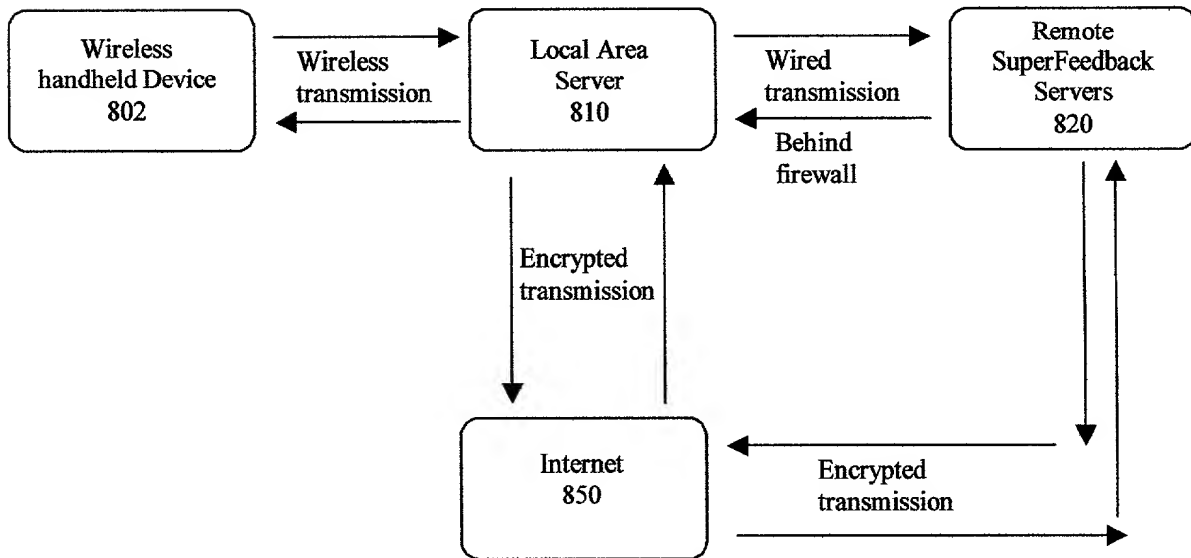 Wireless
handheld Device
802
Wireless
transmission
Local Area
Server
810
Wired
transmission
Behind
firewall
Remote
SuperFeedback
Servers
820
Encrypted
transmission
Internet
850
Encrypted
transmission